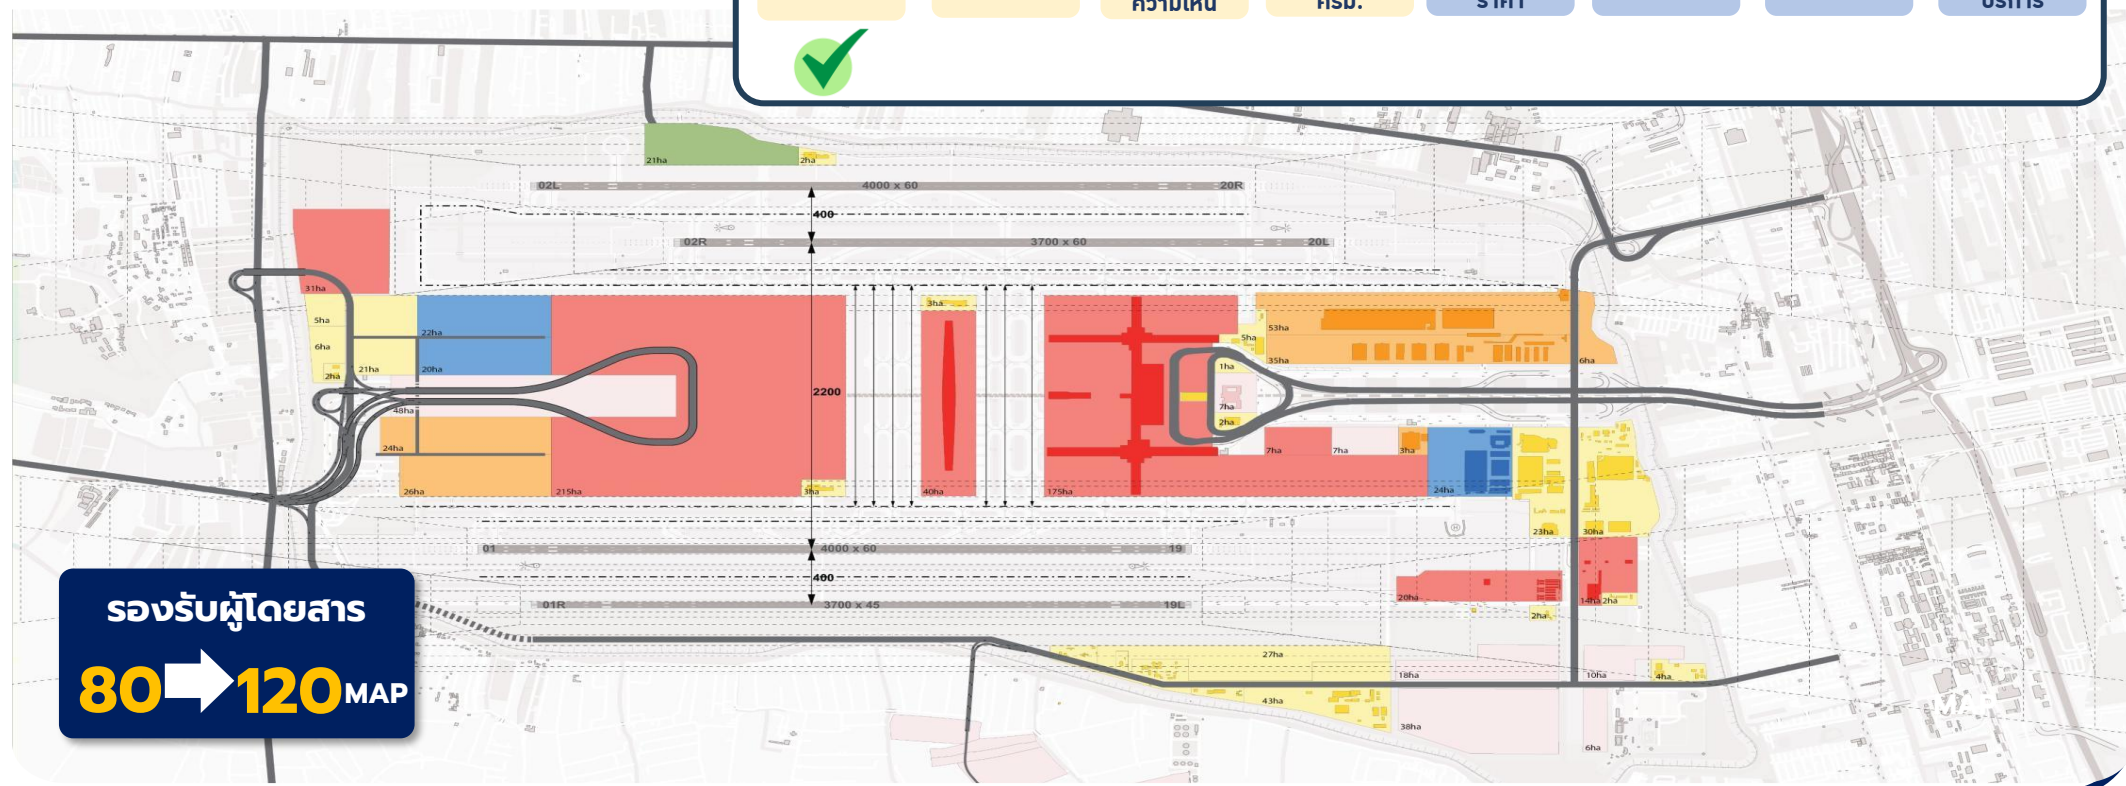 ความเห็น
ครม.
ราคา
บริการ
21ha
2ha
02L
4000 x 60
20R
400
02R
3700 x 60
20L
31ha
5ha
6ha
2ha
21ha
22ha
20ha
48ha
24ha
26ha
215ha
2200
3ha
3ha
40ha
175ha
5ha
53ha
35ha
6ha
1ha
7ha
2ha
7ha
7ha
3ha
24ha
23ha
30ha
01
4000 x 60
19
400
01R
3700 x 45
19L
20ha
14ha
2ha
2ha
27ha
18ha
10ha
4ha
43ha
38ha
6ha
รองรับผู้โดยสาร
80 120 MAP